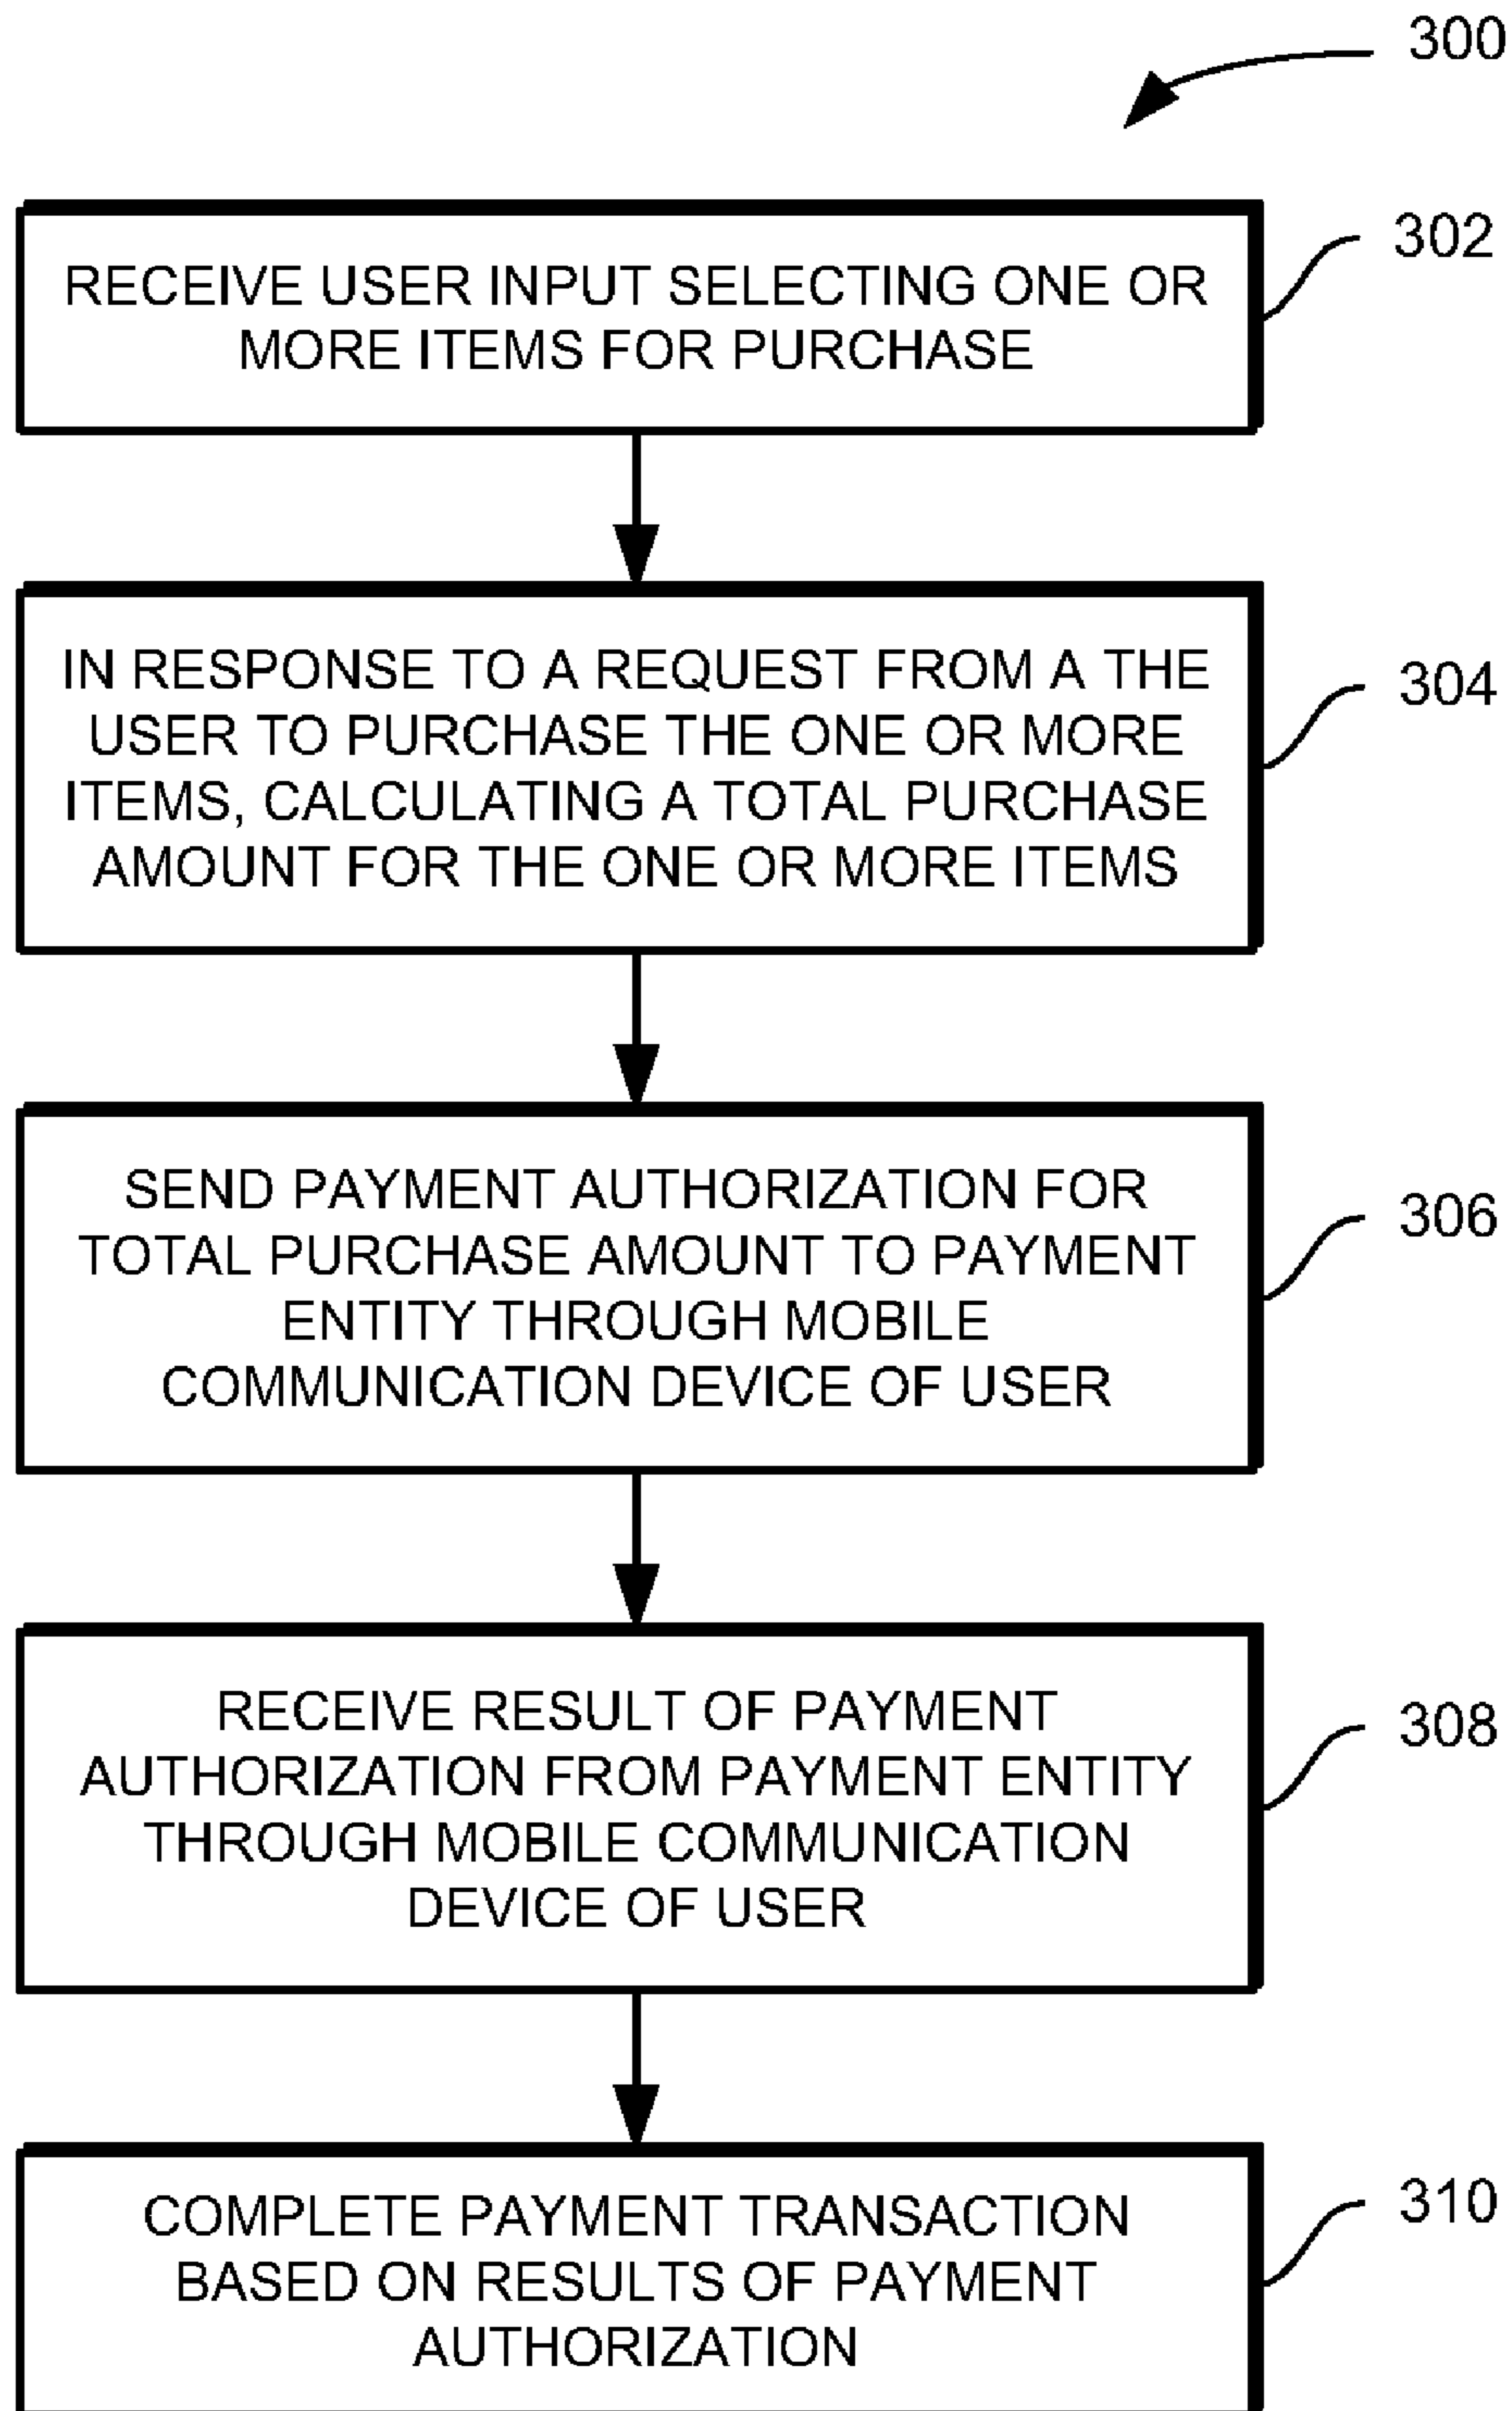 300
302
RECEIVE USER INPUT SELECTING ONE OR
MORE ITEMS FOR PURCHASE
304
IN RESPONSE TO A REQUEST FROM A THE
USER TO PURCHASE THE ONE OR MORE
ITEMS, CALCULATING A TOTAL PURCHASE
AMOUNT FOR THE ONE OR MORE ITEMS
306
SEND PAYMENT AUTHORIZATION FOR
TOTAL PURCHASE AMOUNT TO PAYMENT
ENTITY THROUGH MOBILE
COMMUNICATION DEVICE OF USER
308
RECEIVE RESULT OF PAYMENT
AUTHORIZATION FROM PAYMENT ENTITY
THROUGH MOBILE COMMUNICATION
DEVICE OF USER
310
COMPLETE PAYMENT TRANSACTION
BASED ON RESULTS OF PAYMENT
AUTHORIZATION